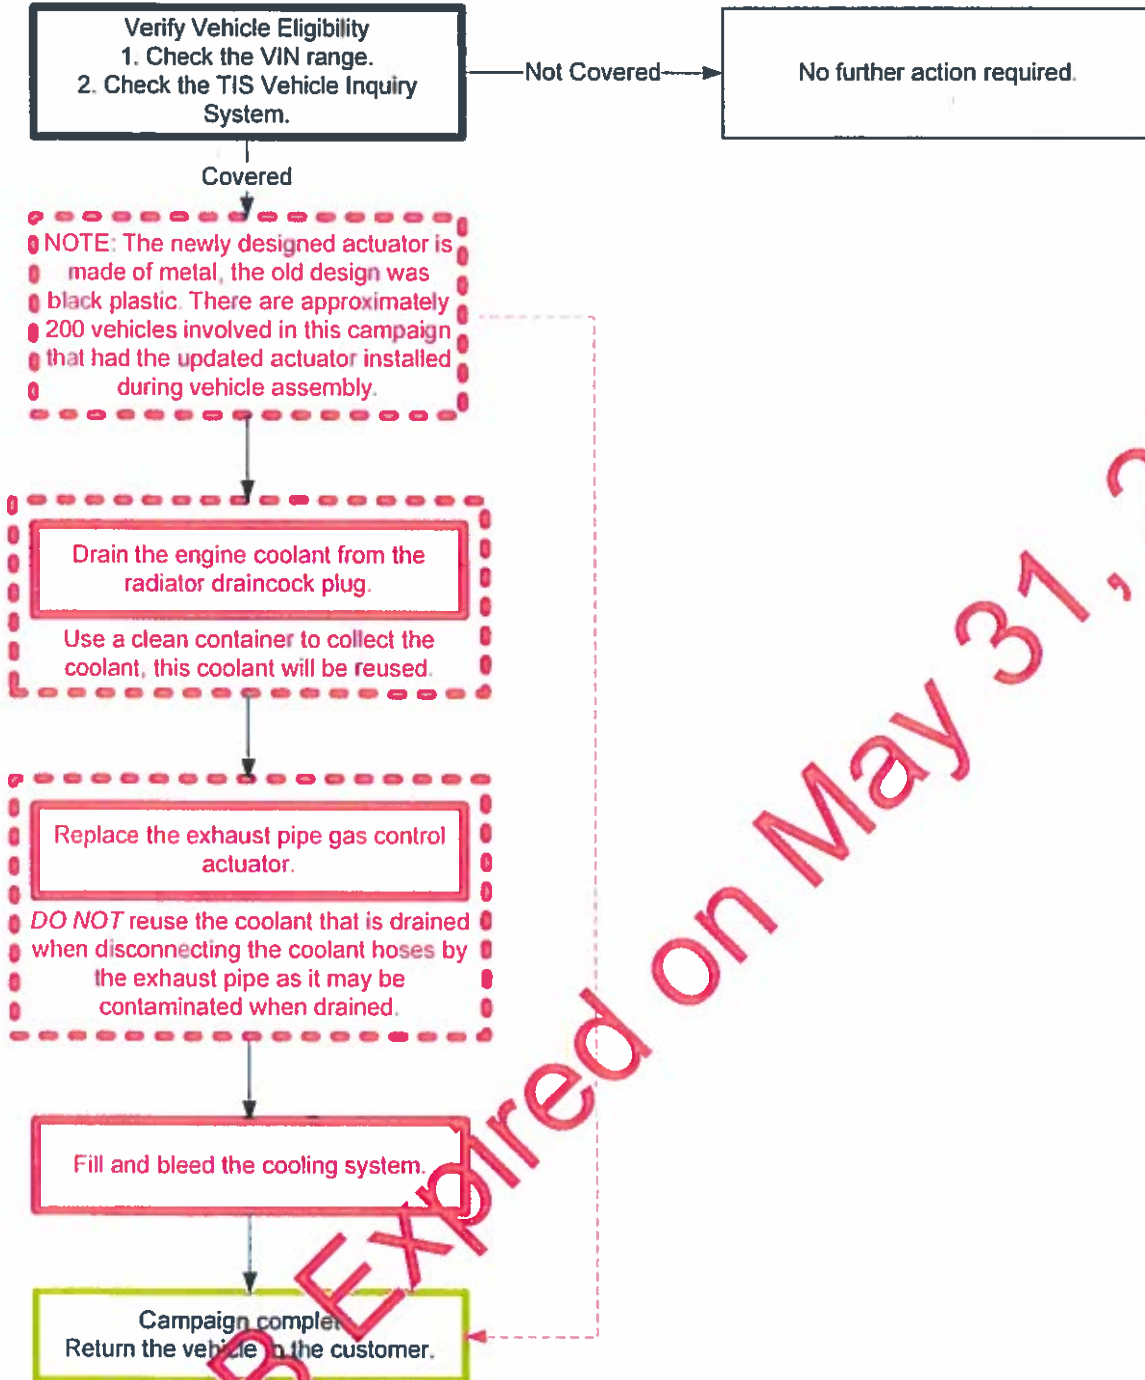 Verify Vehicle Eligibility
1. Check the VIN range.
2. Check the TIS Vehicle Inquiry
System.
Not Covered
No further action required.
Covered
NOTE: The newly designed actuator is
made of metal, the old design was
black plastic. There are approximately
200 vehicles involved in this campaign
that had the updated actuator installed
during vehicle assembly.
Drain the engine coolant from the
radiator draincock plug.
Use a clean container to collect the
coolant, this coolant will be reused.
Replace the exhaust pipe gas control
actuator.
DO NOT reuse the coolant that is drained
when disconnecting the coolant hoses by
the exhaust pipe as it may be
contaminated when drained.
Fill and bleed the cooling system.
Campaign
Return the vehicle the customer.
B Expired on May 31,